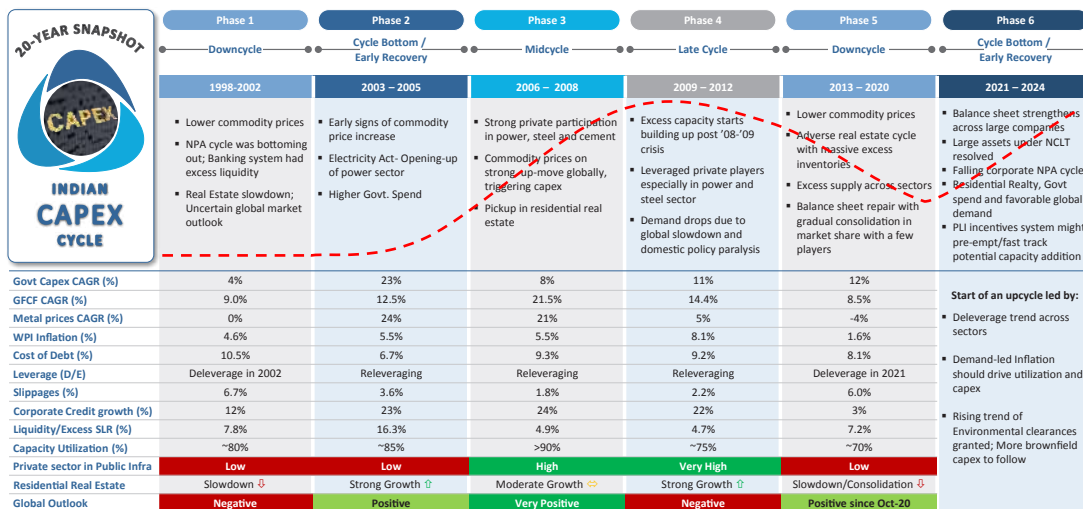 20-YEAR SNAPSHOT
CAPEX
INDIAN
CAPEX
CYCLE
Phase 1
Phase 2
Phase 3
Phase 4
Phase 5
Phase 6
Downcycle
Cycle Bottom /
Early Recovery
Midcycle
Late Cycle
Downcycle
Cycle Bottom /
Early Recovery
1998-2002
2003 – 2005
2006 – 2008
2009 – 2012
2013 – 2020
2021 – 2024
▪ Lower commodity prices
▪ NPA cycle was bottoming
out; Banking system had
excess liquidity
▪ Real Estate slowdown;
Uncertain global market
outlook
▪ Early signs of commodity
price increase
▪ Electricity Act- Opening-up
of power sector
▪ Higher Govt. Spend
▪ Strong private participation
in power, steel and cement
▪ Commodity prices on
strong up-move globally,
triggering capex
▪ Pickup in residential real
estate
▪ Excess capacity starts
building up post ’08-’09
crisis
▪ Leveraged private players
especially in power and
steel sector
▪ Demand drops due to
global slowdown and
domestic policy paralysis
▪ Lower commodity prices
▪ Adverse real estate cycle
with massive excess
inventories
▪ Excess supply across sectors
▪ Balance sheet repair with
gradual consolidation in
market share with a few
players
▪ Balance sheet strengthens
across large companies
▪ Large assets under NCLT
resolved
▪ Falling corporate NPA cycle
▪ Residential Realty, Govt
spend and favorable global
demand
▪ PLI incentives system might
pre-empt/fast track
potential capacity addition
Govt Capex CAGR (%) 4% 23% 8% 11% 12%
GFCF CAGR (%) 9.0% 12.5% 21.5% 14.4% 8.5%
Metal prices CAGR (%) 0% 24% 21% 5% -4%
WPI Inflation (%) 4.6% 5.5% 5.5% 8.1% 1.6%
Cost of Debt (%) 10.5% 6.7% 9.3% 9.2% 8.1%
Leverage (D/E) Deleverage in 2002 Releveraging Releveraging Releveraging Deleverage in 2021
Slippages (%) 6.7% 3.6% 1.8% 2.2% 6.0%
Corporate Credit growth (%) 12% 23% 24% 22% 3%
Liquidity/Excess SLR (%) 7.8% 16.3% 4.9% 4.7% 7.2%
Capacity Utilization (%) ~80% ~85% >90% ~75% ~70%
Private sector in Public Infra Low Low High Very High Low
Residential Real Estate Slowdown ⇩ Strong Growth ⇧ Moderate Growth ⬄ Strong Growth ⇧ Slowdown/Consolidation ⇩
Global Outlook Negative Positive Very Positive Negative Positive since Oct-20
Start of an upcycle led by:
▪ Deleverage trend across
sectors
▪ Demand-led Inflation
should drive utilization and
capex
▪ Rising trend of
Environmental clearances
granted; More brownfield
capex to follow